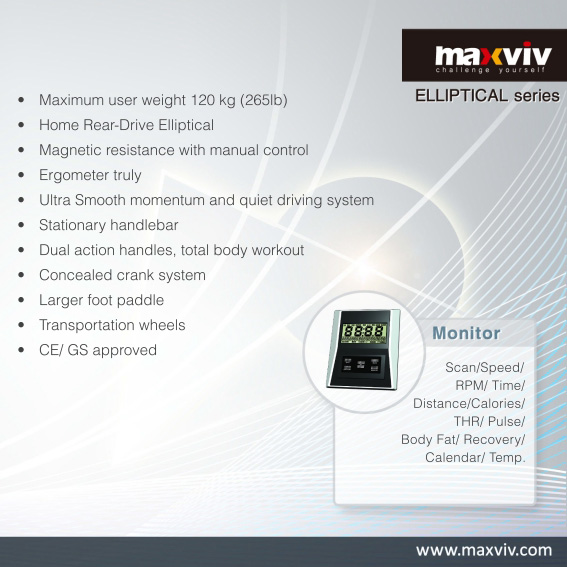 maxviv
challenge yourself
ELLIPTICAL series
• Maximum user weight 120 kg (265lb)
• Home Rear-Drive Elliptical
• Magnetic resistance with manual control
• Ergometer truly
• Ultra Smooth momentum and quiet driving system
• Stationary handlebar
• Dual action handles, total body workout
• Concealed crank system
• Larger foot paddle
• Transportation wheels
• CE/ GS approved
8888
Monitor
Scan/Speed/
RPM/ Time/
Distance/Calories/
THR/ Pulse/
Body Fat/ Recovery/
Calendar/ Temp.
www.maxviv.com